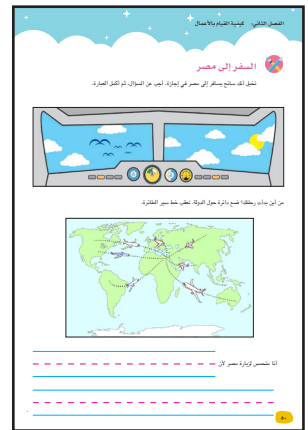 الفصل الثاني: كيفية القيام بالأعمال
السفر إلى مصر
تخيل أنك سائح يسافر إلى مصر في إجازة. أجب عن السؤال، ثم أكمل العبارة.
من أين بدأت رحلتك؟ ضع دائرة حول الدولة. تعقب خط سير الطائرة.
أنا متحمس لزيارة مصر لأن
٥٠